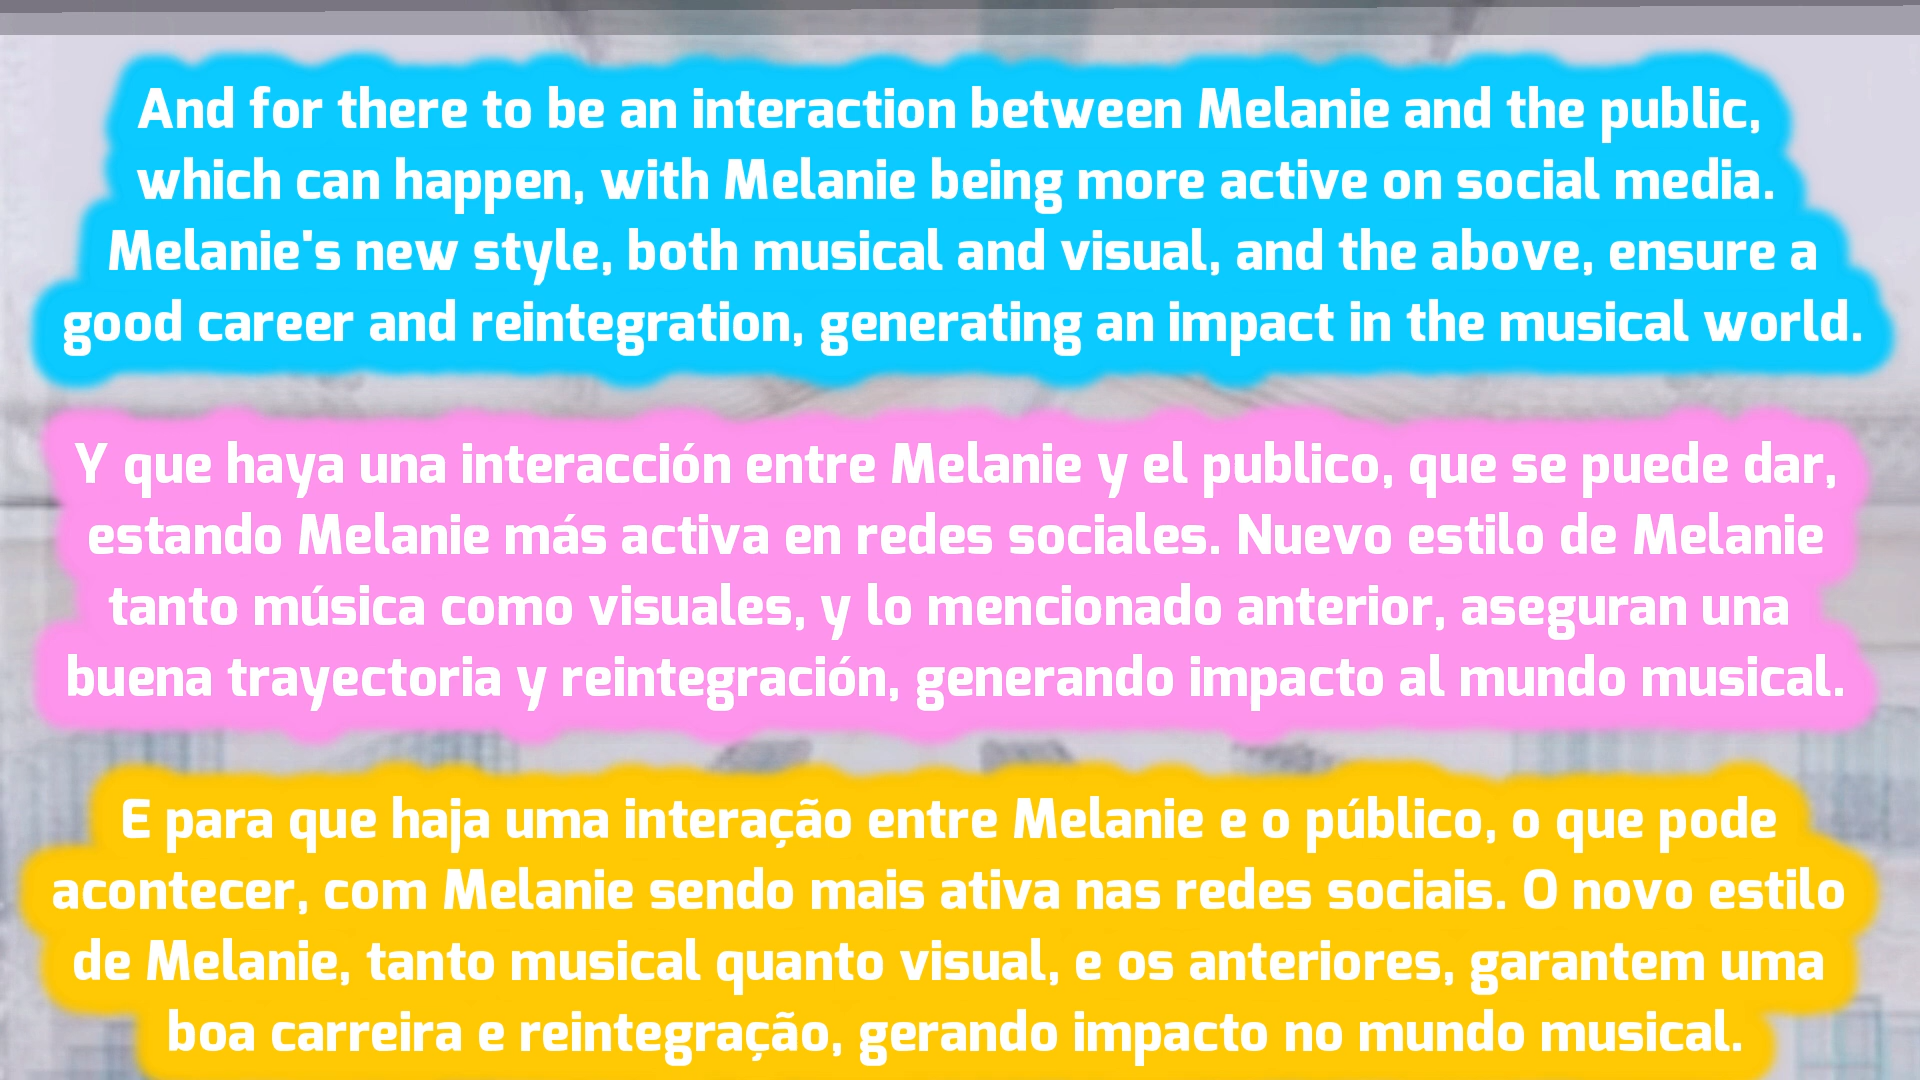 And for there to be an interaction between Melanie and the public,
which can happen, with Melanie being more active on social media.
Melanie's new style, both musical and visual, and the above, ensure a
good career and reintegration, generating an impact in the musical world.
Y que haya una interacción entre Melanie y el publico, que se puede dar,
estando Melanie más activa en redes sociales. Nuevo estilo de Melanie
tanto música como visuales, y lo mencionado anterior, aseguran una
buena trayectoria y reintegración, generando impacto al mundo musical.
E para que haja uma interação entre Melanie e o público, o que pode
acontecer, com Melanie sendo mais ativa nas redes sociais. O novo estilo
de Melanie, tanto musical quanto visual, e os anteriores, garantem uma
boa carreira e reintegração, gerando impacto no mundo musical.